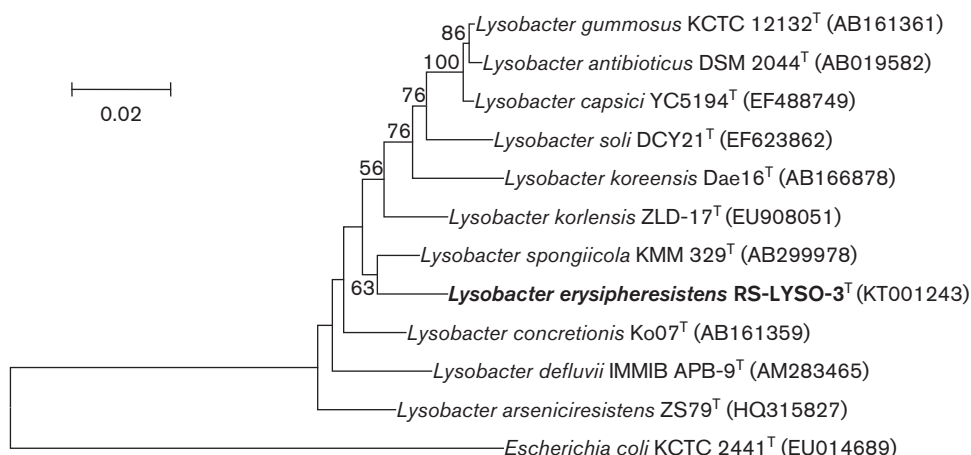 86
Lysobacter gummosus KCTC 12132ᵀ (AB161361)
100
Lysobacter antibioticus DSM 2044ᵀ (AB019582)
76
Lysobacter capsici YC5194ᵀ (EF488749)
0.02
76
Lysobacter soli DCY21ᵀ (EF623862)
56
Lysobacter koreensis Dae16ᵀ (AB166878)
Lysobacter korlensis ZLD-17ᵀ (EU908051)
Lysobacter spongiicola KMM 329ᵀ (AB299978)
63
Lysobacter erysipheresistens RS-LYSO-3ᵀ (KT001243)
Lysobacter concretionis Ko07ᵀ (AB161359)
Lysobacter defluvii IMMIB APB-9ᵀ (AM283465)
Lysobacter arseniciresistens ZS79ᵀ (HQ315827)
Escherichia coli KCTC 2441ᵀ (EU014689)